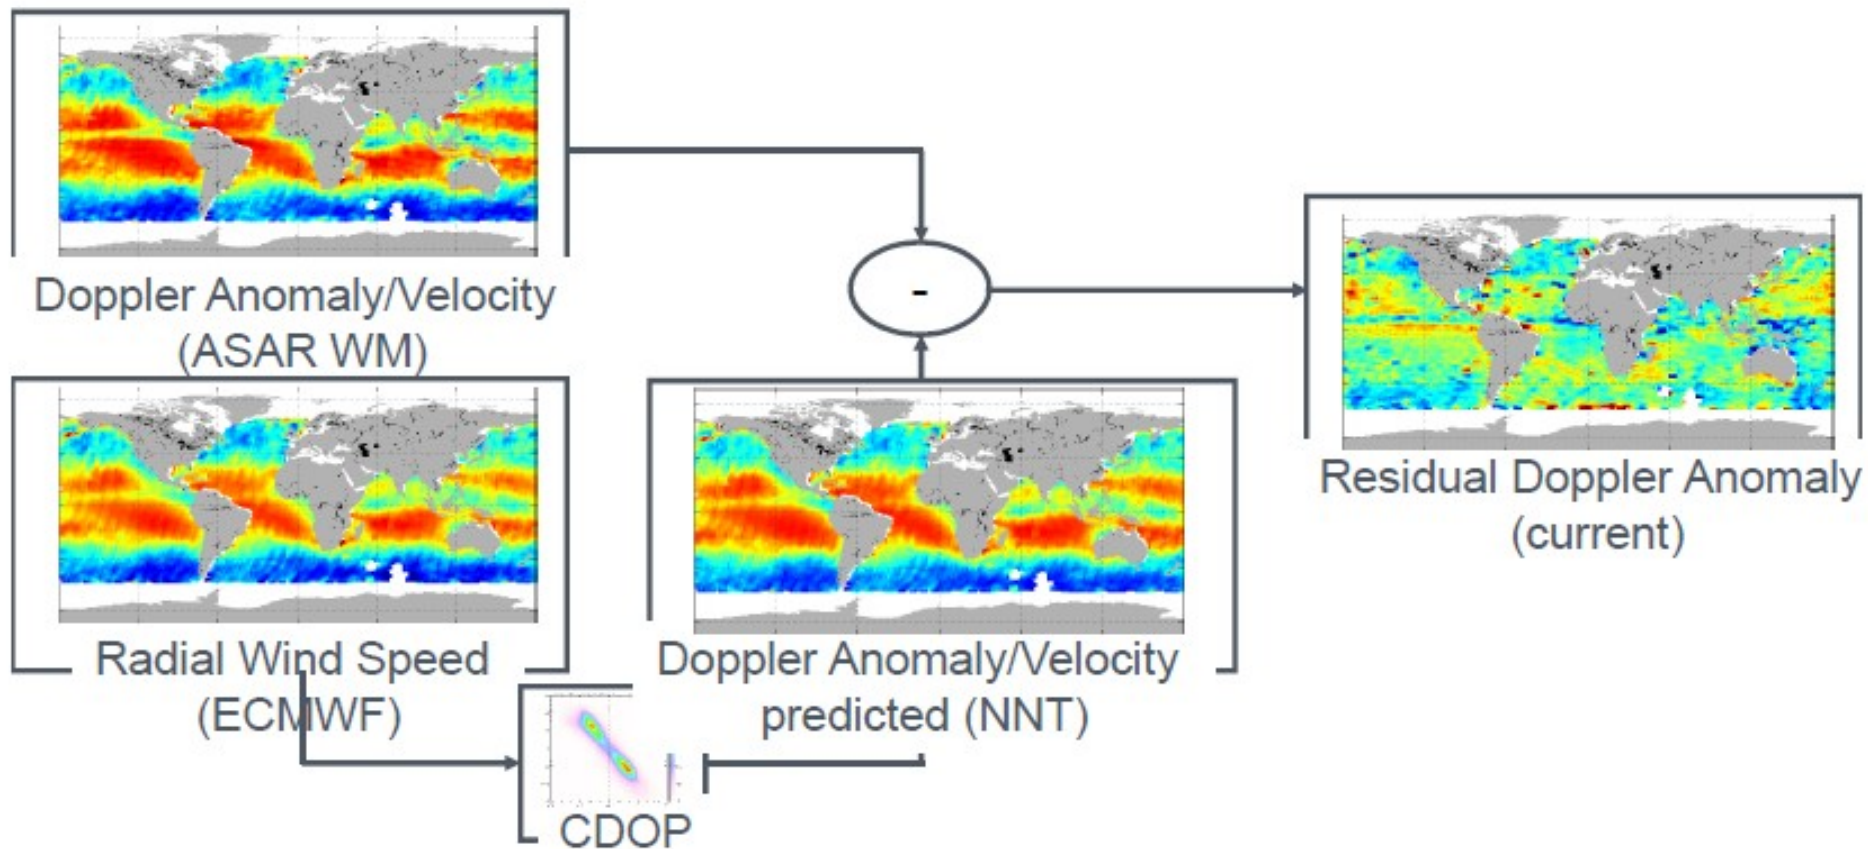 Doppler Anomaly/Velocity
(ASAR WM)
-
Residual Doppler Anomaly
(current)
Radial Wind Speed
(ECMWF)
Doppler Anomaly/Velocity
predicted (NNT)
CDOP